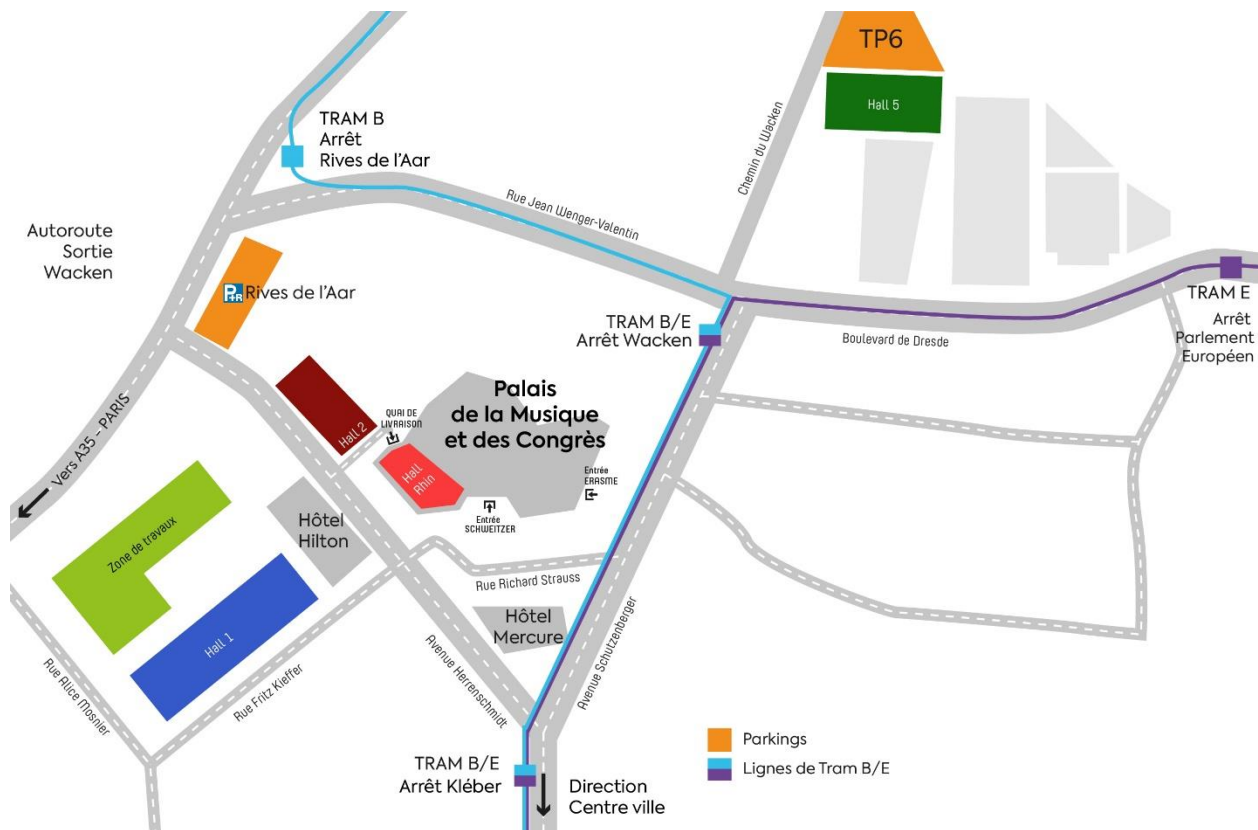 TP6
Hall 5
TRAM B
Arrêt
Rives de l'Aar
Chemin du Wacken
Rue Jean Wenger-Valentin
Autoroute
Sortie
Wacken
P+R
Rives de l'Aar
TRAM E
Arrêt
Parlement
Européen
TRAM B/E
Arrêt Wacken
Boulevard de Dresde
Palais
de la Musique
et des Congrès
QUAI DE
LIVRAISON
Hall 2
Hall
Rhin
Entrée
ERASME
Entrée
SCHWEITZER
Vers A35 - PARIS
Zone de travaux
Hôtel
Hilton
Hall 1
Rue Richard Strauss
Hôtel
Mercure
Avenue Schutzenberger
Avenue Herrenschmidt
Rue Fritz Kieffer
Rue Alice Mosnier
TRAM B/E
Arrêt Kléber
Direction
Centre ville
Parkings
Lignes de Tram B/E